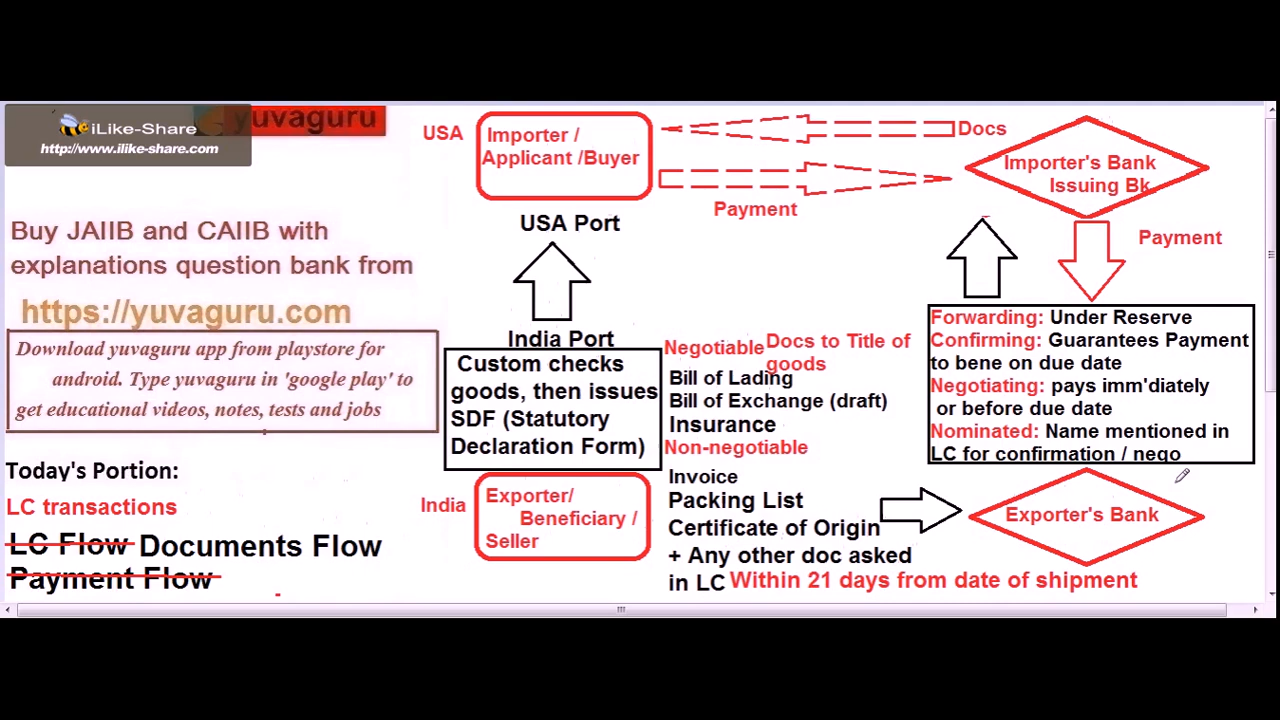 iLike-Share
http://www.ilike-share.com
yuvaguru
Buy JAIIB and CAIIB with
explanations question bank from
https://yuvaguru.com
Download yuvaguru app from playstore for
android. Type yuvaguru in 'google play' to
get educational videos, notes, tests and jobs
Today's Portion:
LC transactions
LC Flow Documents Flow
Payment Flow
USA
Importer /
Applicant /Buyer
USA Port
India Port
Custom checks
goods, then issues
SDF (Statutory
Declaration Form)
India
Exporter/
Beneficiary /
Seller
Docs
Payment
Importer's Bank
Issuing Bk
Payment
Negotiable Docs to Title of
goods
Bill of Lading
Bill of Exchange (draft)
Insurance
Non-negotiable
Invoice
Packing List
Certificate of Origin
+ Any other doc asked
in LC Within 21 days from date of shipment
Forwarding: Under Reserve
Confirming: Guarantees Payment
to bene on due date
Negotiating: pays imm'diately
or before due date
Nominated: Name mentioned in
LC for confirmation / nego
Exporter's Bank